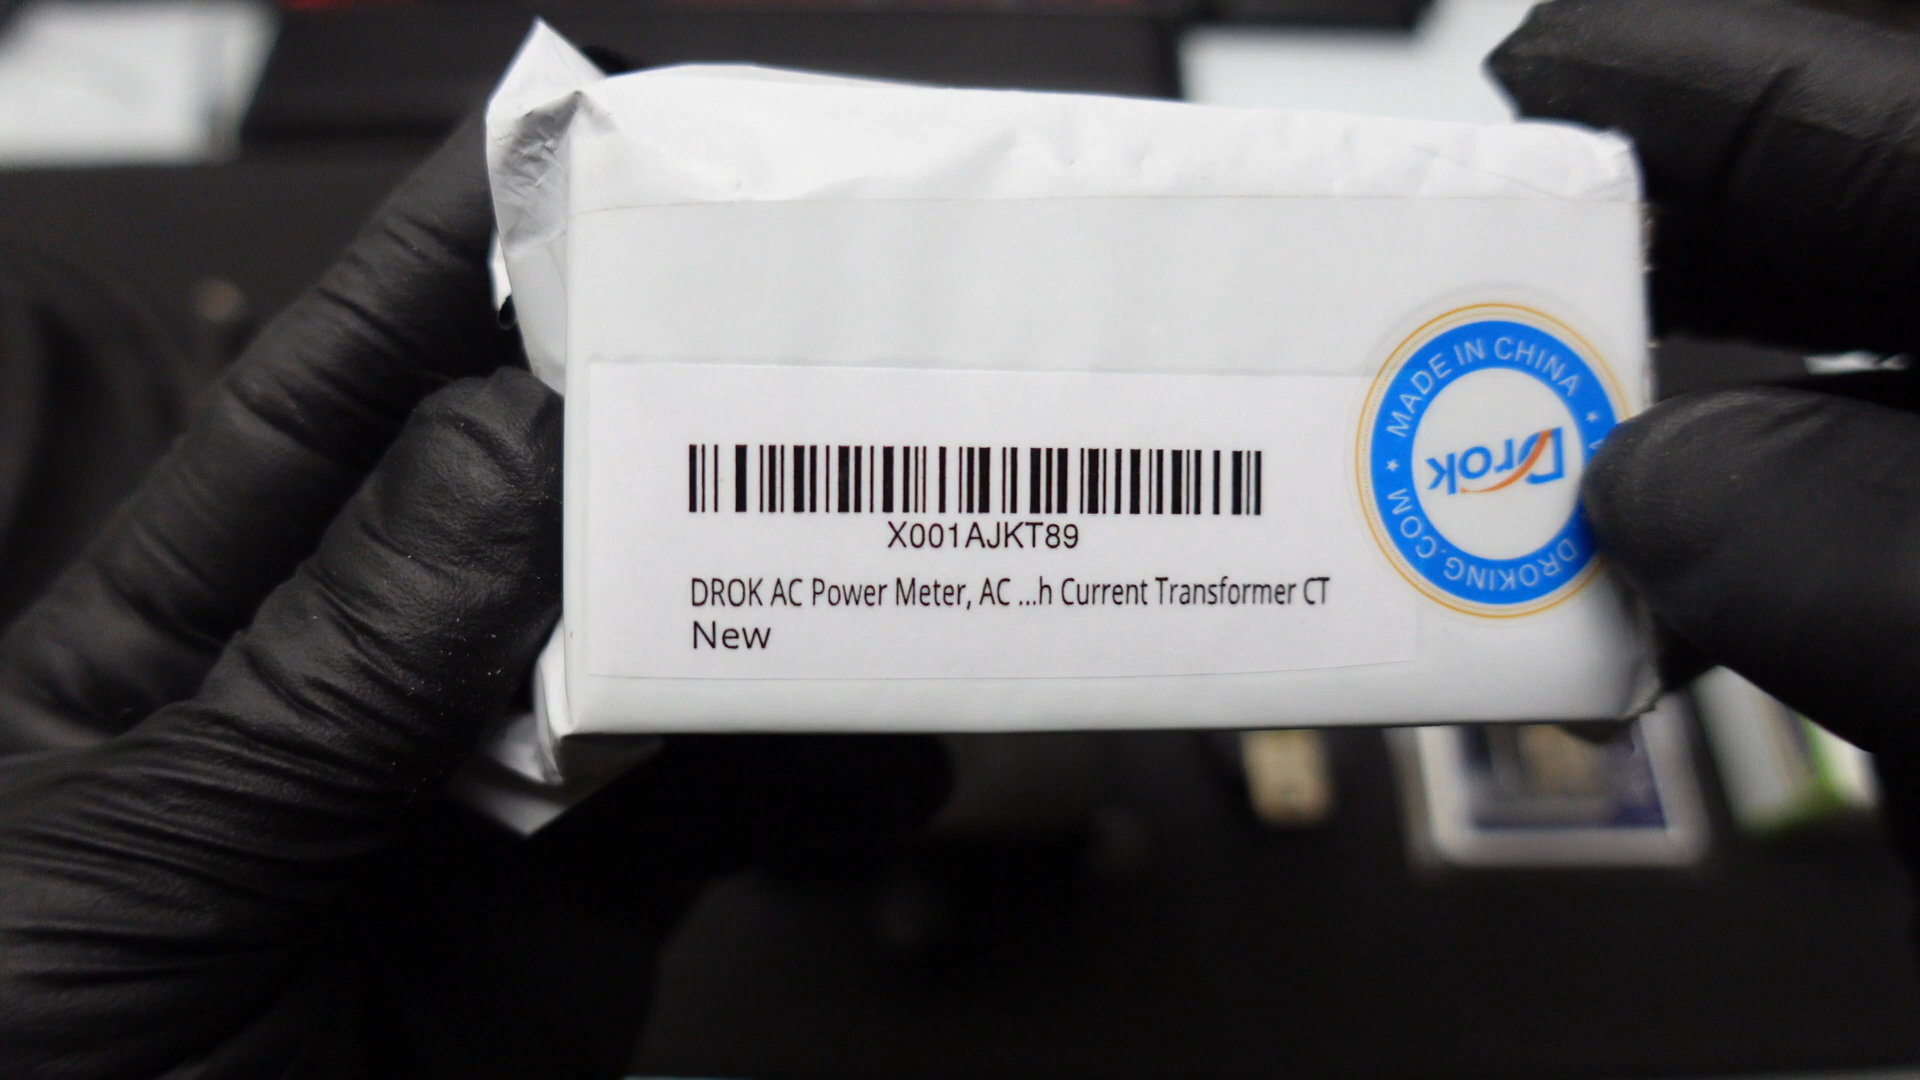 X001AJKT89
DROK AC Power Meter, AC ...h Current Transformer CT
New
MADE IN CHINA
Drok
DROKING.COM